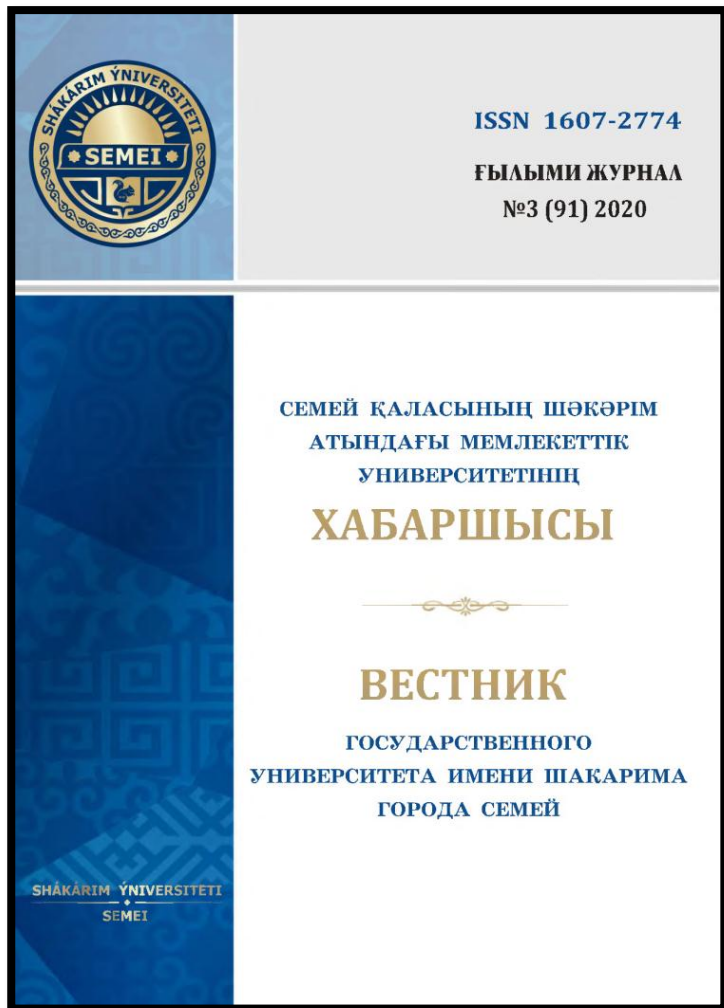 SHÁKÁRIM ÝNIVERSITETI
SEMEI
ISSN 1607-2774
ҒЫЛЫМИ ЖУРНАЛ
№3 (91) 2020
СЕМЕЙ ҚАЛАСЫНЫҢ ШӘКӘРІМ
АТЫНДАҒЫ МЕМЛЕКЕТТІК
УНИВЕРСИТЕТІНІҢ
ХАБАРШЫСЫ
ВЕСТНИК
ГОСУДАРСТВЕННОГО
УНИВЕРСИТЕТА ИМЕНИ ШАКАРИМА
ГОРОДА СЕМЕЙ
SHÁKÁRIM ÝNIVERSITETI
SEMEI